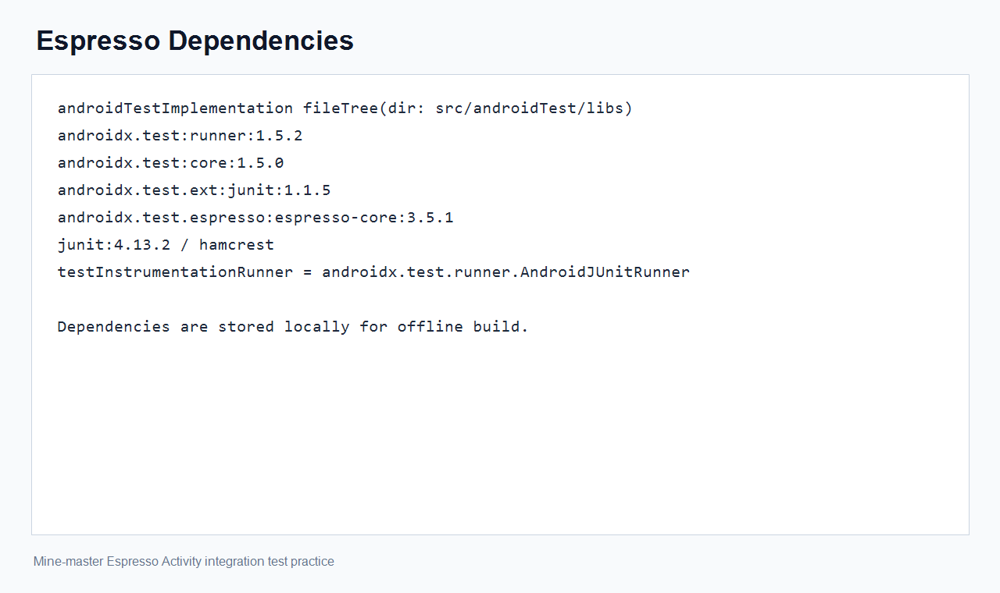 Espresso Dependencies
androidTestImplementation fileTree(dir: src/androidTest/libs)
androidx.test:runner:1.5.2
androidx.test:core:1.5.0
androidx.test.ext:junit:1.1.5
androidx.test.espresso:espresso-core:3.5.1
junit:4.13.2 / hamcrest
testInstrumentationRunner = androidx.test.runner.AndroidJUnitRunner
Dependencies are stored locally for offline build.
Mine-master Espresso Activity integration test practice